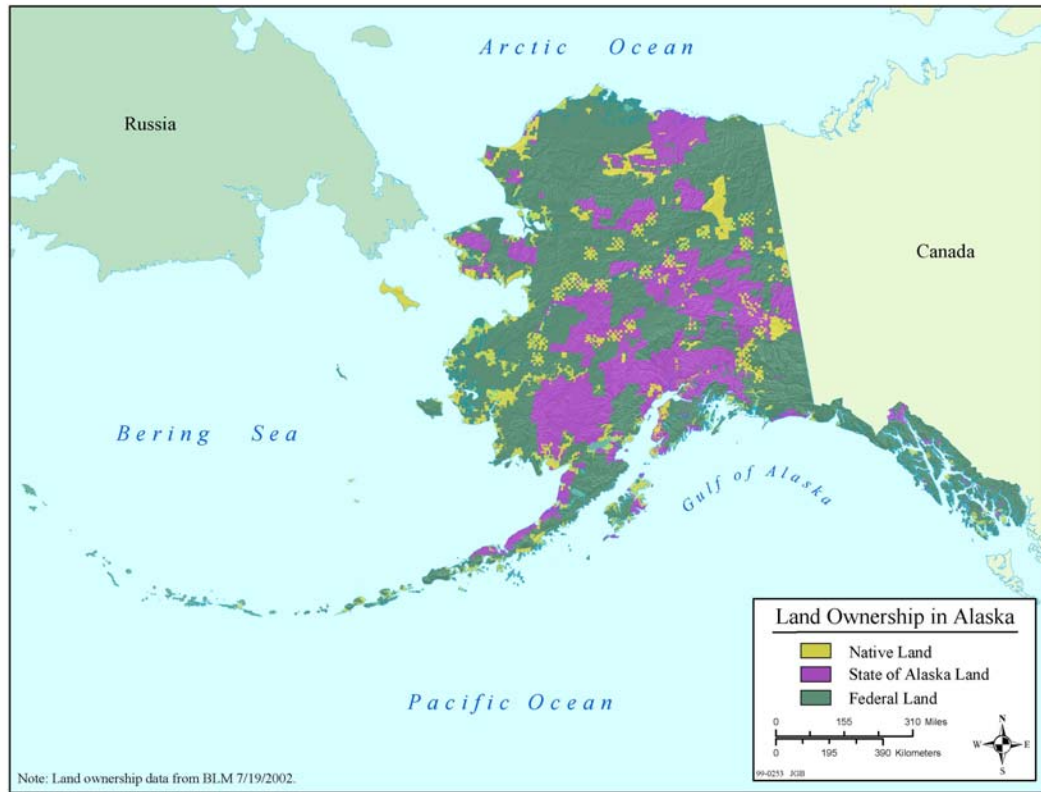 Arctic Ocean
Russia
Canada
Bering Sea
Gulf of Alaska
Pacific Ocean
Land Ownership in Alaska
Native Land
State of Alaska Land
Federal Land
0 155 310 Miles
0 195 390 Kilometers
N
W E
S
99-0253 JGB
Note: Land ownership data from BLM 7/19/2002.